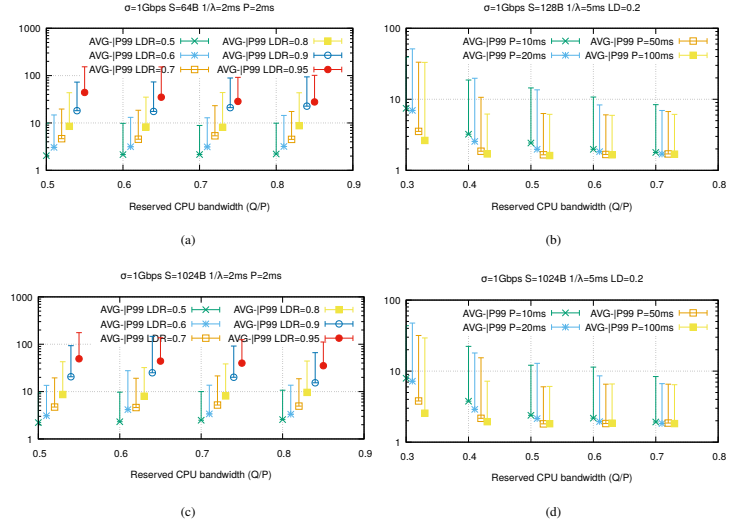 σ=1Gbps S=64B 1/λ=2ms P=2ms
AVG-|P99 LDR=0.5 AVG-|P99 LDR=0.8
AVG-|P99 LDR=0.6 AVG-|P99 LDR=0.9
AVG-|P99 LDR=0.7 AVG-|P99 LDR=0.95
1000
100
10
1
0.5 0.6 0.7 0.8 0.9
Reserved CPU bandwidth (Q/P)
(a)
σ=1Gbps S=128B 1/λ=5ms LD=0.2
AVG-|P99 P=10ms AVG-|P99 P=50ms
AVG-|P99 P=20ms AVG-|P99 P=100ms
100
10
1
0.3 0.4 0.5 0.6 0.7 0.8
Reserved CPU bandwidth (Q/P)
(b)
σ=1Gbps S=1024B 1/λ=2ms P=2ms
AVG-|P99 LDR=0.5 AVG-|P99 LDR=0.8
AVG-|P99 LDR=0.6 AVG-|P99 LDR=0.9
AVG-|P99 LDR=0.7 AVG-|P99 LDR=0.95
1000
100
10
1
0.5 0.6 0.7 0.8 0.9
Reserved CPU bandwidth (Q/P)
(c)
σ=1Gbps S=1024B 1/λ=5ms LD=0.2
AVG-|P99 P=10ms AVG-|P99 P=50ms
AVG-|P99 P=20ms AVG-|P99 P=100ms
100
10
1
0.3 0.4 0.5 0.6 0.7 0.8
Reserved CPU bandwidth (Q/P)
(d)